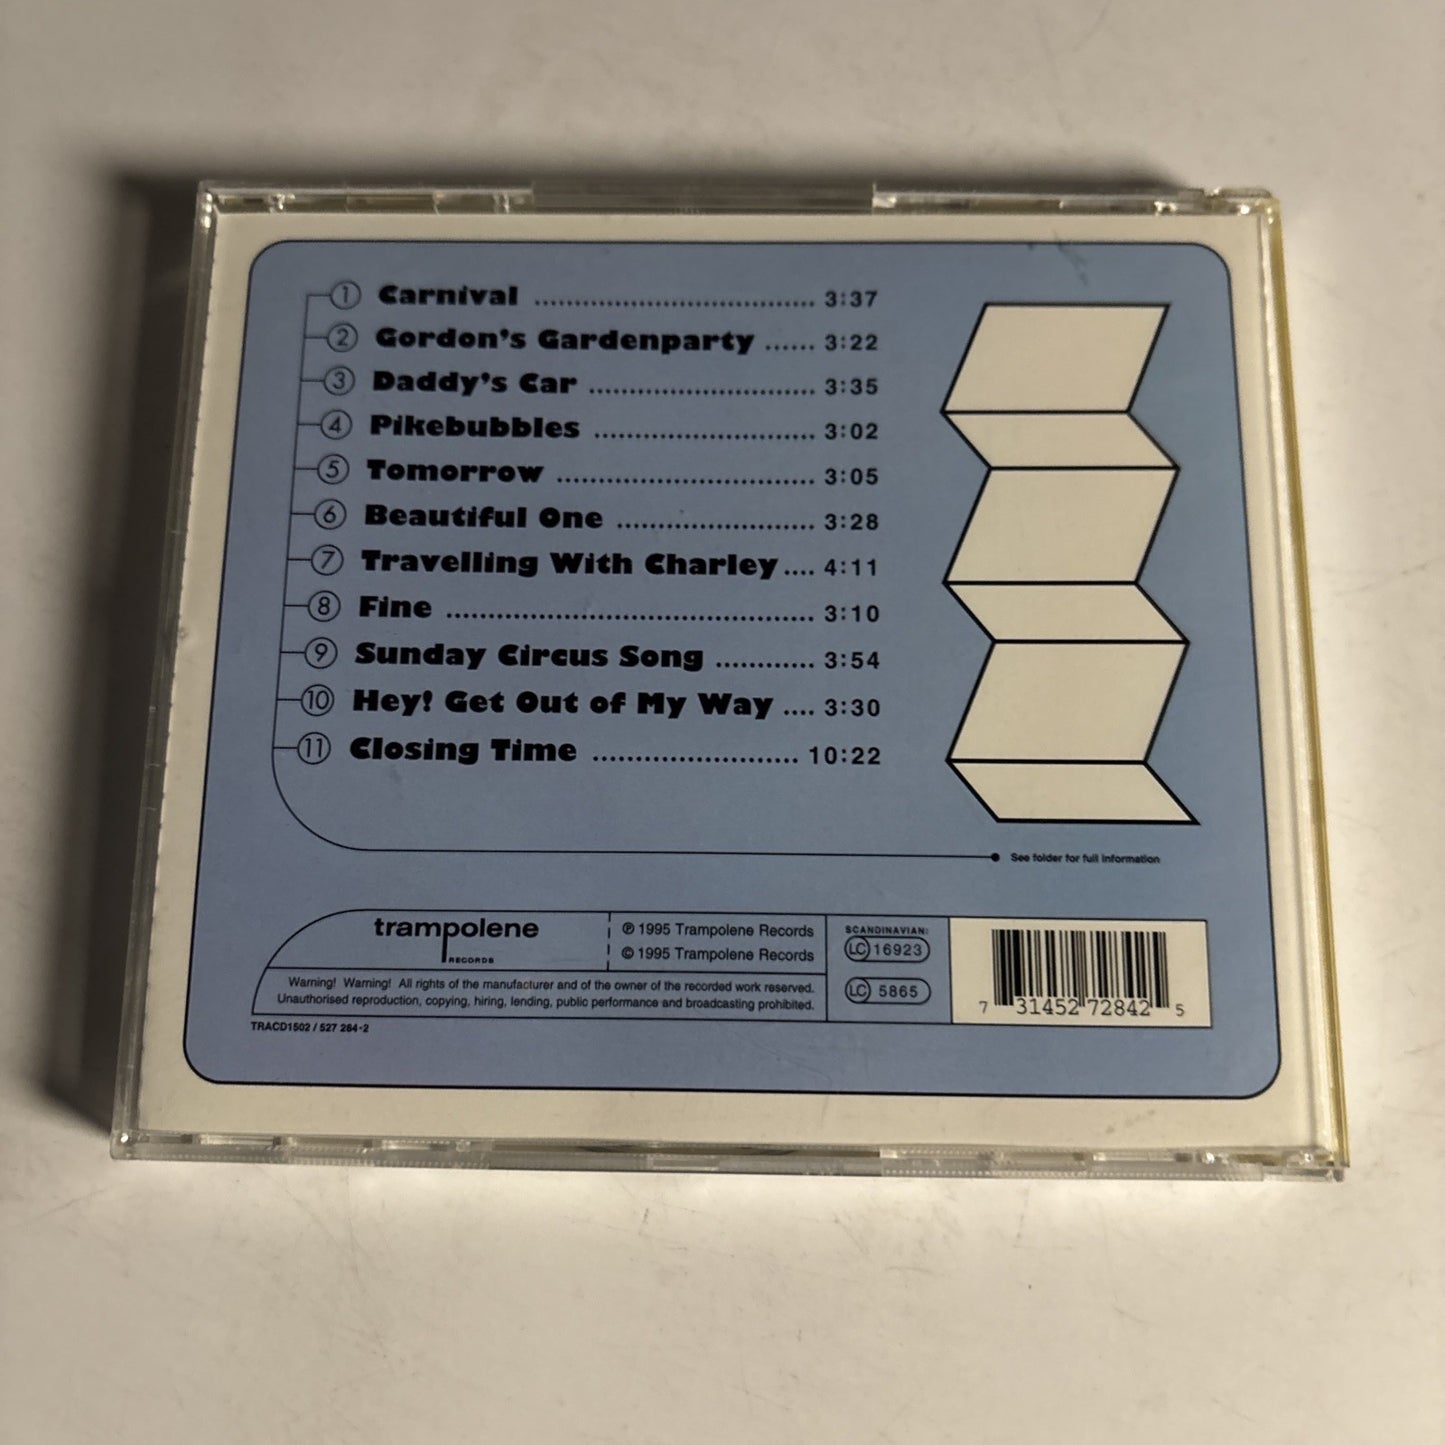 1 Carnival ................................ 3:37
2 Gordon's Gardenparty ...... 3:22
3 Daddy's Car .......................... 3:35
4 Pikebubbles .......................... 3:02
5 Tomorrow .............................. 3:05
6 Beautiful One ....................... 3:28
7 Travelling With Charley .... 4:11
8 Fine .......................................... 3:10
9 Sunday Circus Song ............ 3:54
10 Hey! Get Out of My Way .... 3:30
11 Closing Time ........................ 10:22
See folder for full information
trampolene
RECORDS
℗ 1995 Trampolene Records
© 1995 Trampolene Records
Warning! Warning! All rights of the manufacturer and of the owner of the recorded work reserved.
Unauthorised reproduction, copying, hiring, lending, public performance and broadcasting prohibited.
SCANDINAVIAN:
LC 16923
LC 5865
7 31452 72842 5
TRACD1502 / 527 284-2